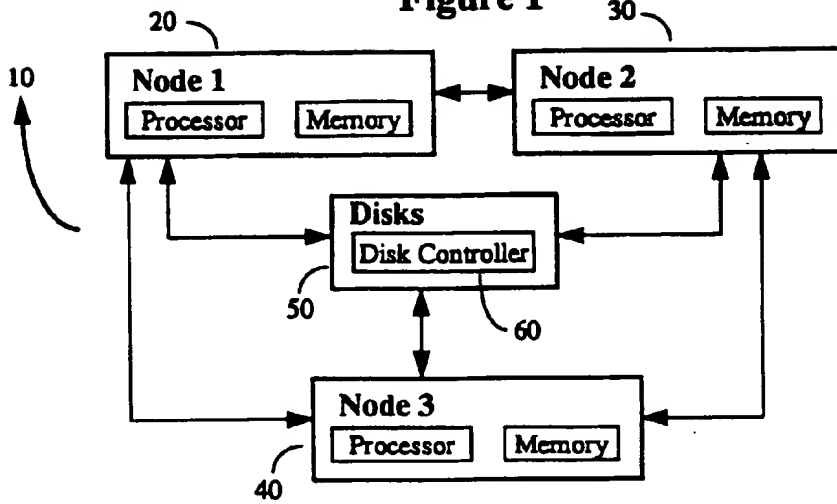 Figure 1
20
30
10
Node 1
Processor
Memory
Node 2
Processor
Memory
Disks
Disk Controller
50
60
Node 3
Processor
Memory
40